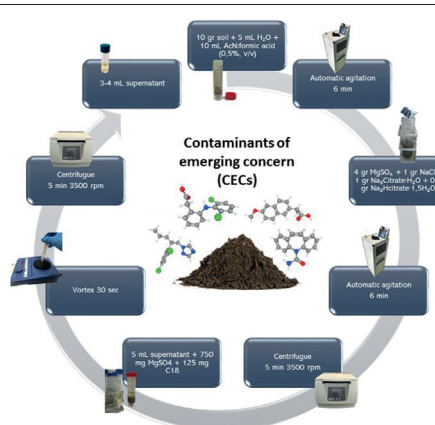 10 gr soil + 5 mL H₂O +
10 mL AcN:formic acid
(0,5%, v/v)
Automatic agitation
6 min
4 gr MgSO₄ + 1 gr NaCl
1 gr Na₃Citrate·H₂O + 0
gr Na₂Hcitrate·1,5H₂O
Automatic agitation
6 min
Centrifugue
5 min 3500 rpm
5 mL supernatant + 750
mg MgSO4 + 125 mg
C18
Vortex 30 sec
Centrifugue
5 min 3500 rpm
3-4 mL supernatant
Contaminants of
emerging concern
(CECs)